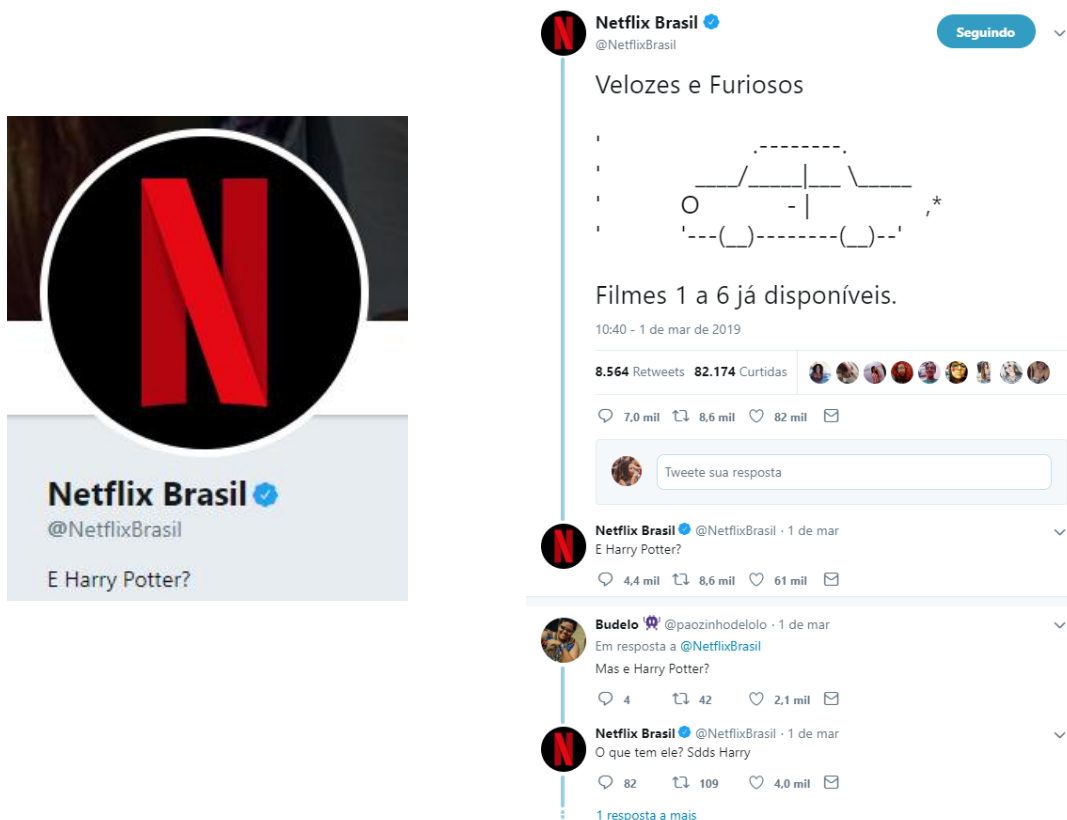 Netflix Brasil
@NetflixBrasil
E Harry Potter?
Netflix Brasil
@NetflixBrasil
Seguindo
Velozes e Furiosos
' .--------.
' ____/_____|___ \_____
' O - | ,*
' '---(__)--------(__)--'
Filmes 1 a 6 já disponíveis.
10:40 - 1 de mar de 2019
8.564 Retweets 82.174 Curtidas
7,0 mil 8,6 mil 82 mil
Tweete sua resposta
Netflix Brasil @NetflixBrasil · 1 de mar
E Harry Potter?
4,4 mil 8,6 mil 61 mil
Budelo @paozinhodelolo · 1 de mar
Em resposta a @NetflixBrasil
Mas e Harry Potter?
4 42 2,1 mil
Netflix Brasil @NetflixBrasil · 1 de mar
O que tem ele? Sdds Harry
82 109 4,0 mil
1 resposta a mais